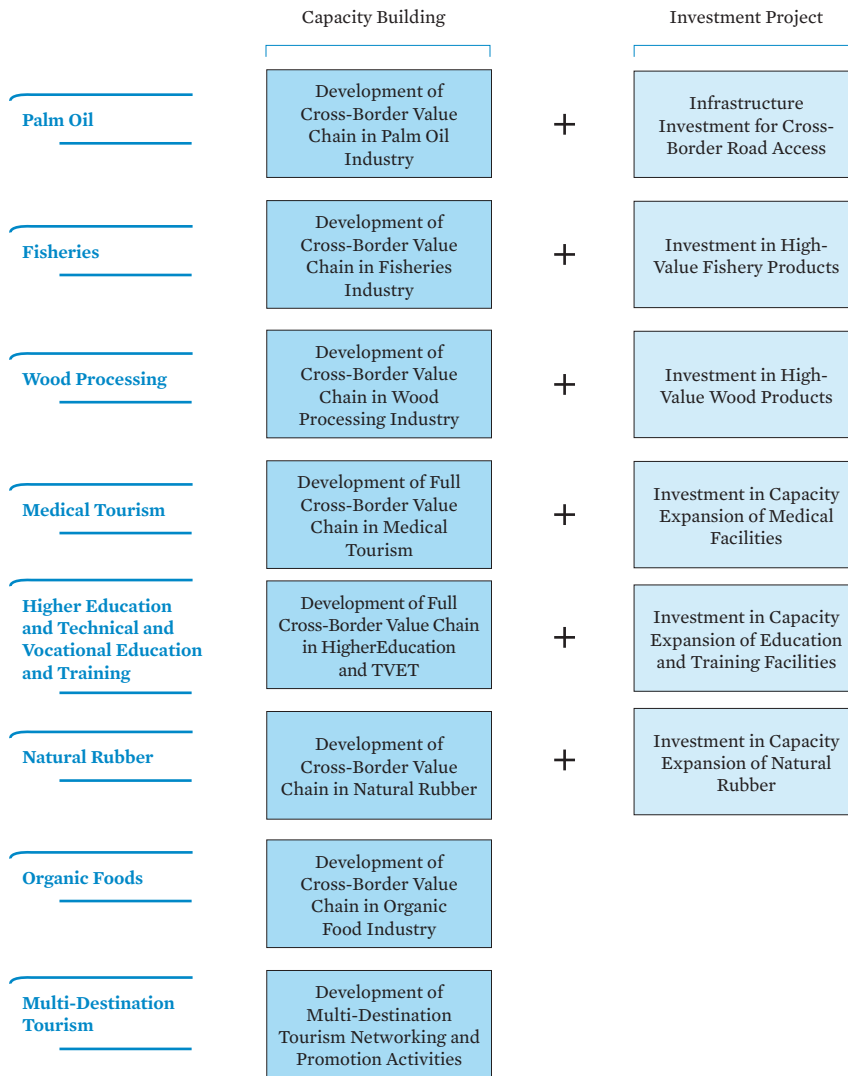 Capacity Building
Investment Project
Palm Oil
Development of
Cross-Border Value
Chain in Palm Oil
Industry
+
Infrastructure
Investment for Cross-
Border Road Access
Fisheries
Development of
Cross-Border Value
Chain in Fisheries
Industry
+
Investment in High-
Value Fishery Products
Wood Processing
Development of
Cross-Border Value
Chain in Wood
Processing Industry
+
Investment in High-
Value Wood Products
Medical Tourism
Development of Full
Cross-Border Value
Chain in Medical
Tourism
+
Investment in Capacity
Expansion of Medical
Facilities
Higher Education
and Technical and
Vocational Education
and Training
Development of Full
Cross-Border Value Chain
in HigherEducation
and TVET
+
Investment in Capacity
Expansion of Education
and Training Facilities
Natural Rubber
Development of
Cross-Border Value
Chain in Natural Rubber
+
Investment in Capacity
Expansion of Natural
Rubber
Organic Foods
Development of
Cross-Border Value
Chain in Organic
Food Industry
Multi-Destination
Tourism
Development of
Multi-Destination
Tourism Networking and
Promotion Activities